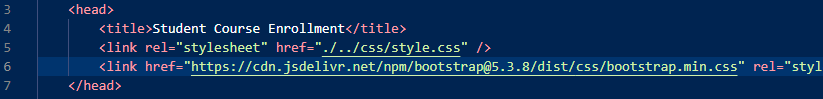 3 <head>
4 <title>Student Course Enrollment</title>
5 <link rel="stylesheet" href="./../css/style.css" />
6 <link href="https://cdn.jsdelivr.net/npm/bootstrap@5.3.8/dist/css/bootstrap.min.css" rel="styl
7 </head>